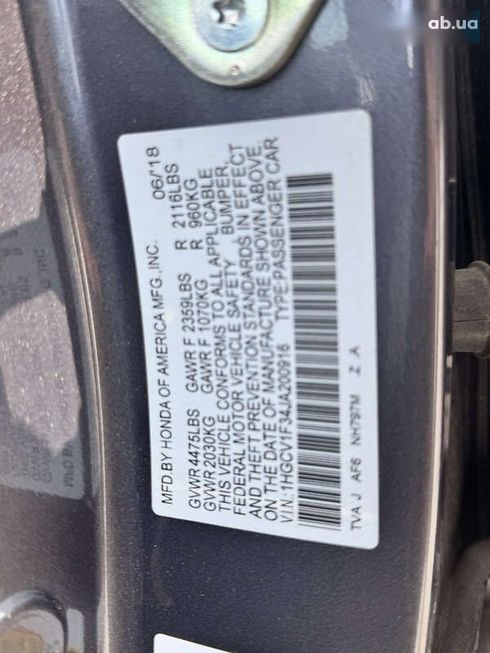 ab.ua
MFD.BY HONDA OF AMERICA MFG.,INC. 06/'18
GVWR 4475LBS GAWR F 2359LBS R 2116LBS
GVWR 2030KG GAWR F 1070KG R 960KG
THIS VEHICLE CONFORMS TO ALL APPLICABLE
FEDERAL MOTOR VEHICLE SAFETY BUMPER,
AND THEFT PREVENTION STANDARDS IN EFFECT
ON THE DATE OF MANUFACTURE SHOWN ABOVE.
V.I.N.:1HGCV1F34JA200916 TYPE:PASSENGER CAR
TVA J AF6 NH797M Z A